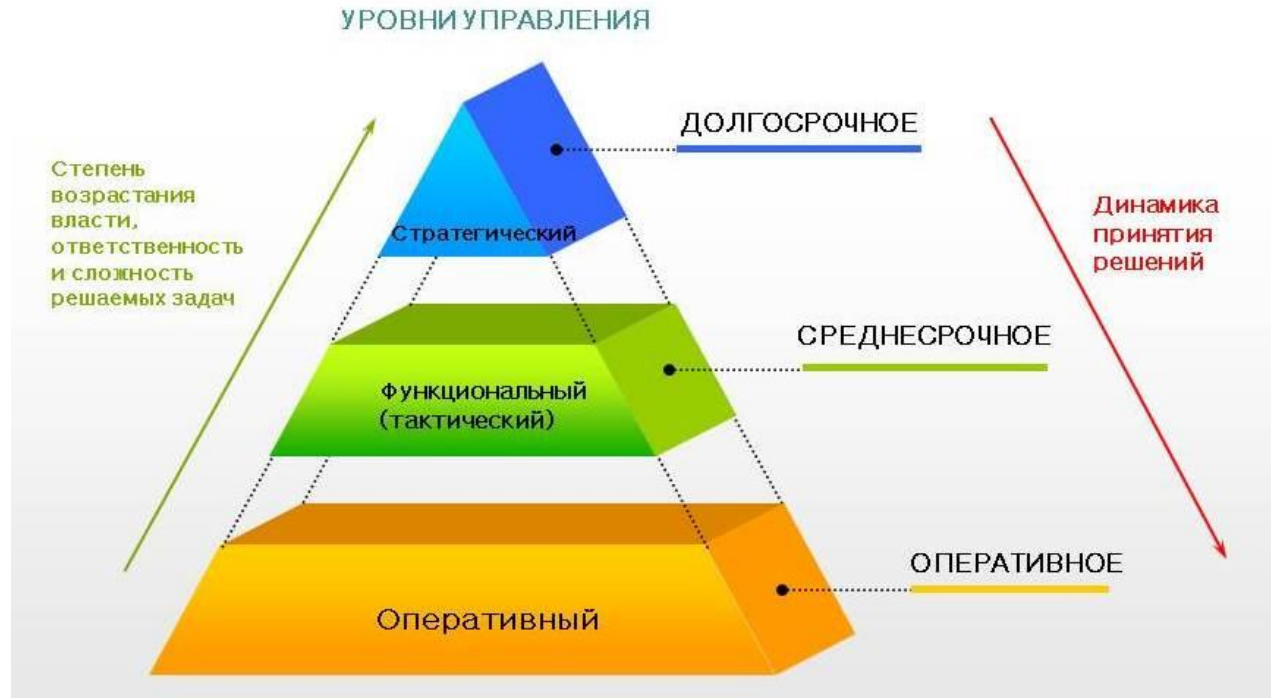 УРОВНИ УПРАВЛЕНИЯ
ДОЛГОСРОЧНОЕ
Степень
возрастания
власти,
ответственность
и сложность
решаемых задач
Динамика
принятия
решений
Стратегический
СРЕДНЕСРОЧНОЕ
Функциональный
(тактический)
ОПЕРАТИВНОЕ
Оперативный